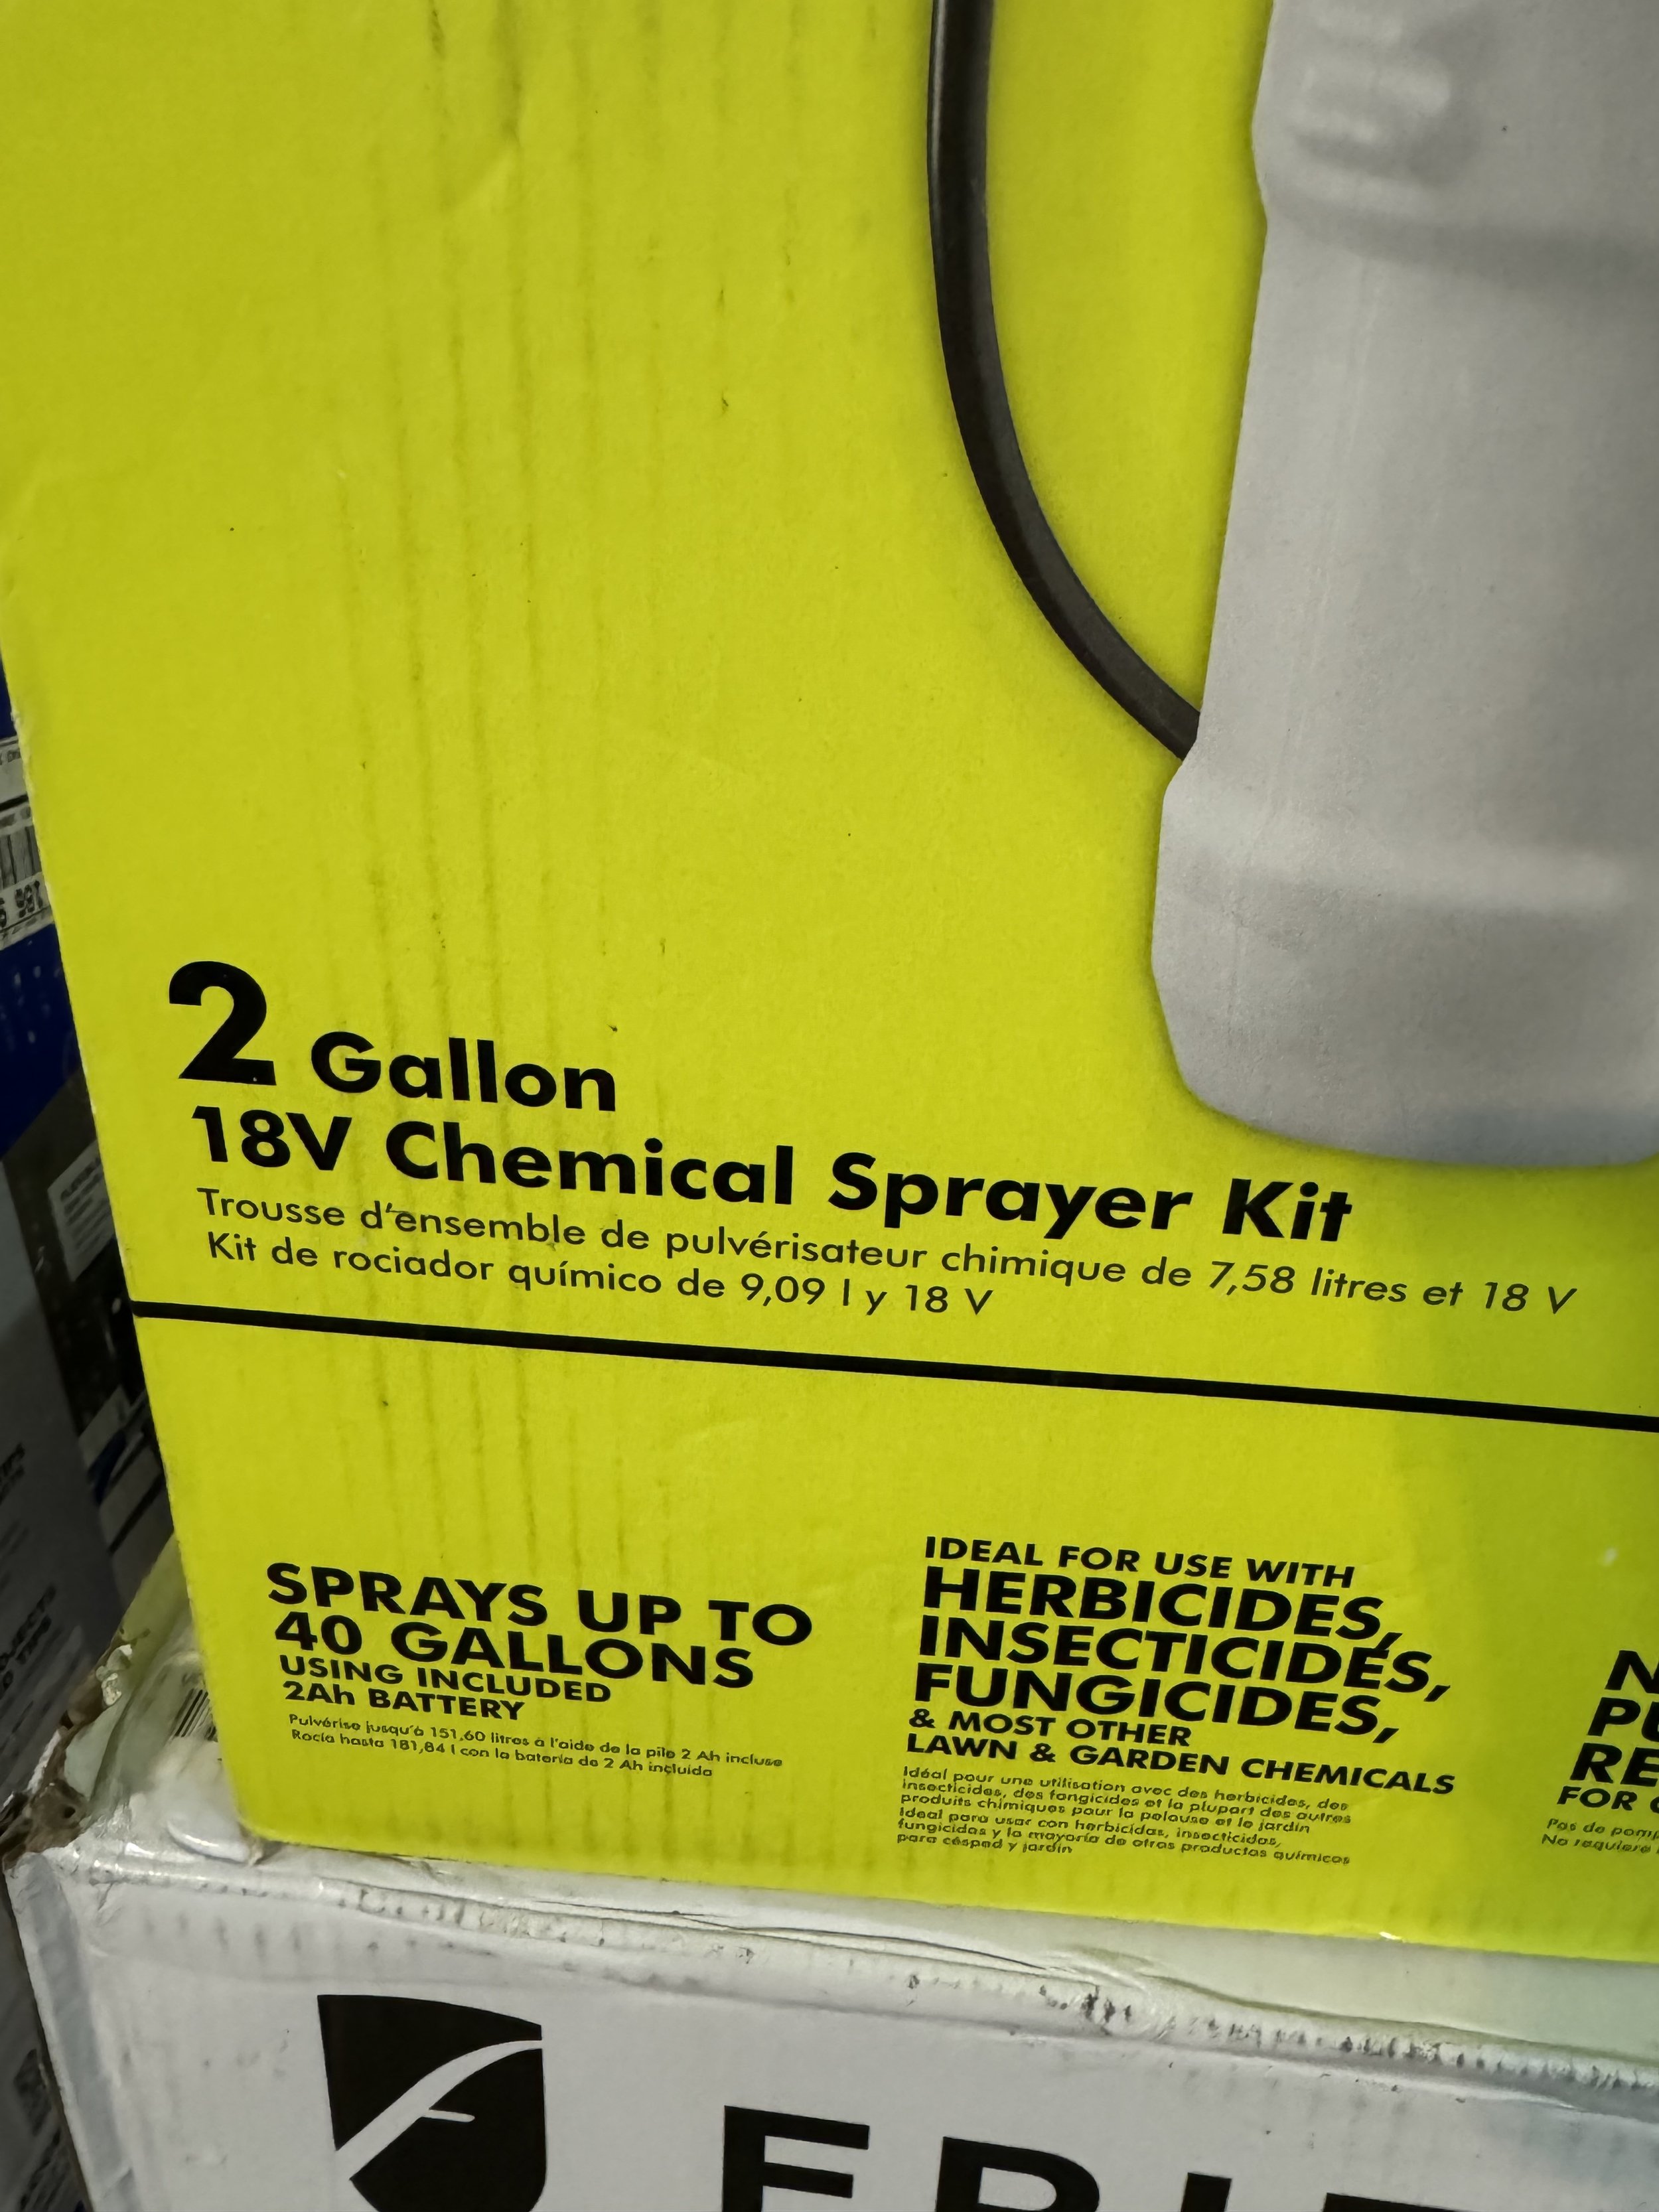 2 Gallon
18V Chemical Sprayer Kit
Trousse d'ensemble de pulvérisateur chimique de 7,58 litres et 18 V
Kit de rociador químico de 9,09 l y 18 V
SPRAYS UP TO
40 GALLONS
USING INCLUDED
2Ah BATTERY
Pulvérise jusqu'à 151,60 litres à l'aide de la pile 2 Ah incluse
Rocía hasta 181,84 l con la batería de 2 Ah incluida
IDEAL FOR USE WITH
HERBICIDES,
INSECTICIDES,
FUNGICIDES,
& MOST OTHER
LAWN & GARDEN CHEMICALS
Idéal pour une utilisation avec des herbicides, des
insecticides, des fongicides et la plupart des autres
produits chimiques pour la pelouse et le jardin
Ideal para usar con herbicidas, insecticidas,
fungicidas y la mayoría de otros productos químicos
para césped y jardín
FOR
Pas de
No requiere